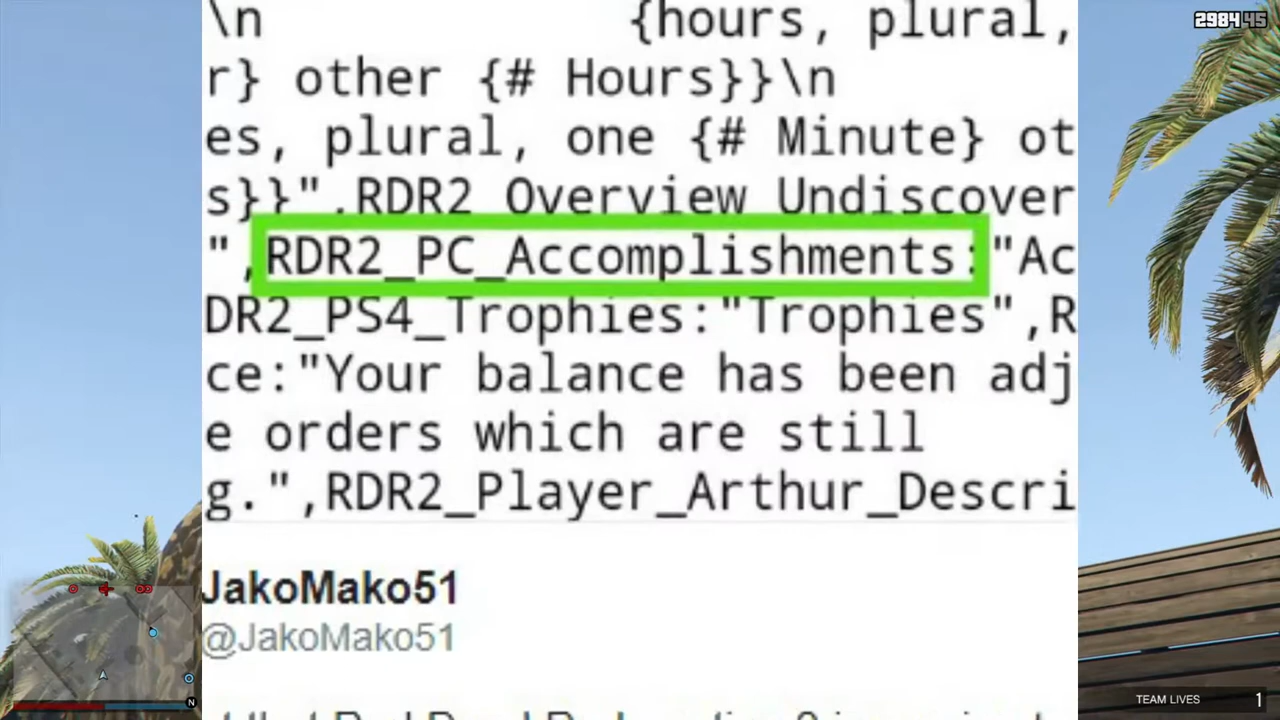 \n {hours, plural,
298445
r} other {# Hours}}\n
es, plural, one {# Minute} ot
s}}",RDR2_Overview_Undiscover
",RDR2_PC_Accomplishments:"Ac
DR2_PS4_Trophies:"Trophies",R
ce:"Your balance has been adj
e orders which are still
g.",RDR2_Player_Arthur_Descri
JakoMako51
@JakoMako51
N
TEAM LIVES 1